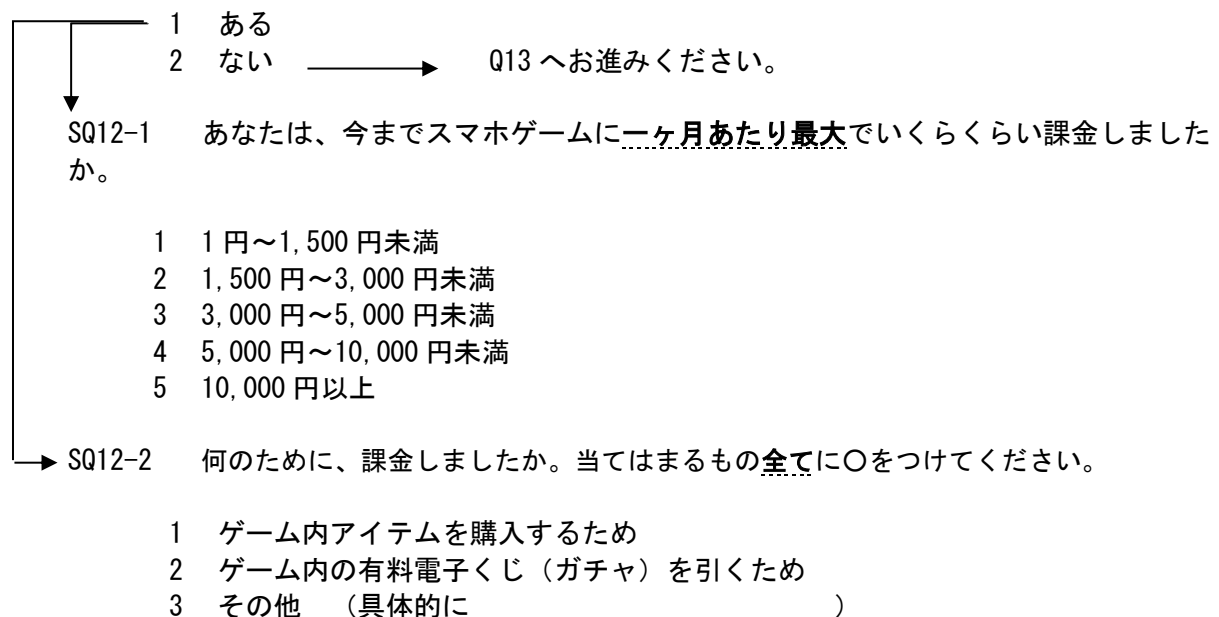 1 ある
2 ない Q13 へお進みください。
SQ12-1 あなたは、今までスマホゲームに一ヶ月あたり最大でいくらくらい課金しました
か。
1 1 円～1,500 円未満
2 1,500 円～3,000 円未満
3 3,000 円～5,000 円未満
4 5,000 円～10,000 円未満
5 10,000 円以上
SQ12-2 何のために、課金しましたか。当てはまるもの全てに〇をつけてください。
1 ゲーム内アイテムを購入するため
2 ゲーム内の有料電子くじ（ガチャ）を引くため
3 その他 （具体的に ）